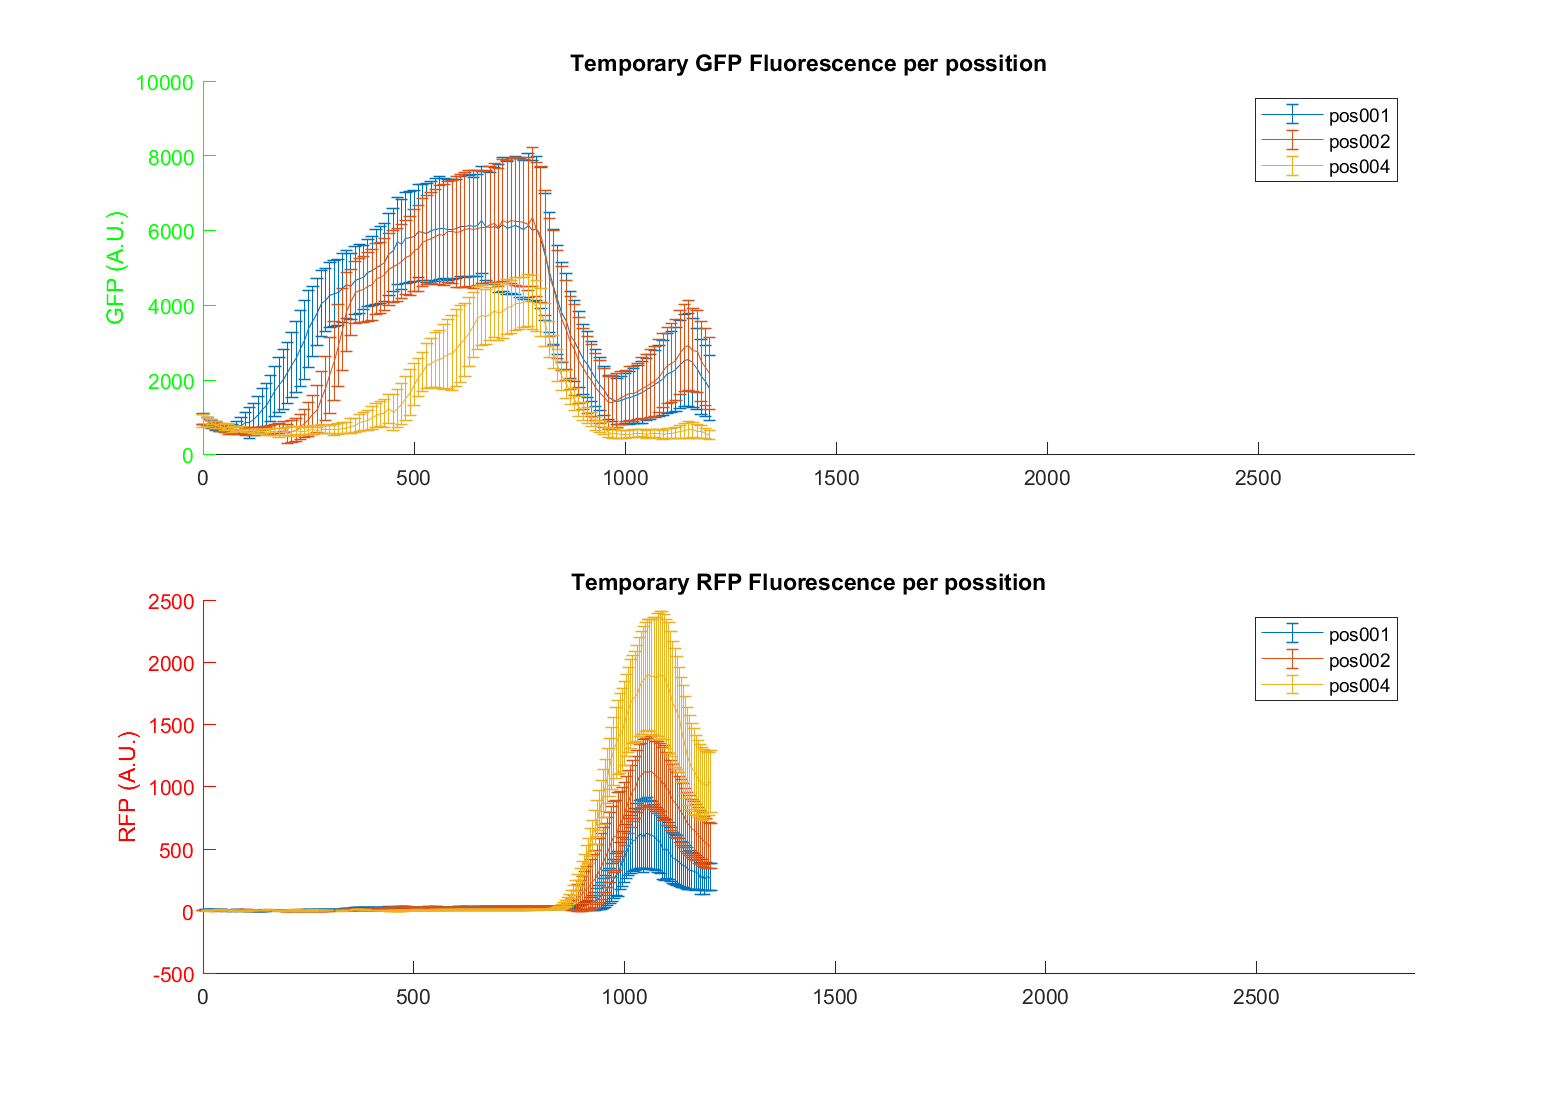 Temporary GFP Fluorescence per possition
10000
8000
6000
4000
2000
0
GFP (A.U.)
pos001
pos002
pos004
0 500 1000 1500 2000 2500
Temporary RFP Fluorescence per possition
2500
2000
1500
1000
500
0
-500
RFP (A.U.)
pos001
pos002
pos004
0 500 1000 1500 2000 2500